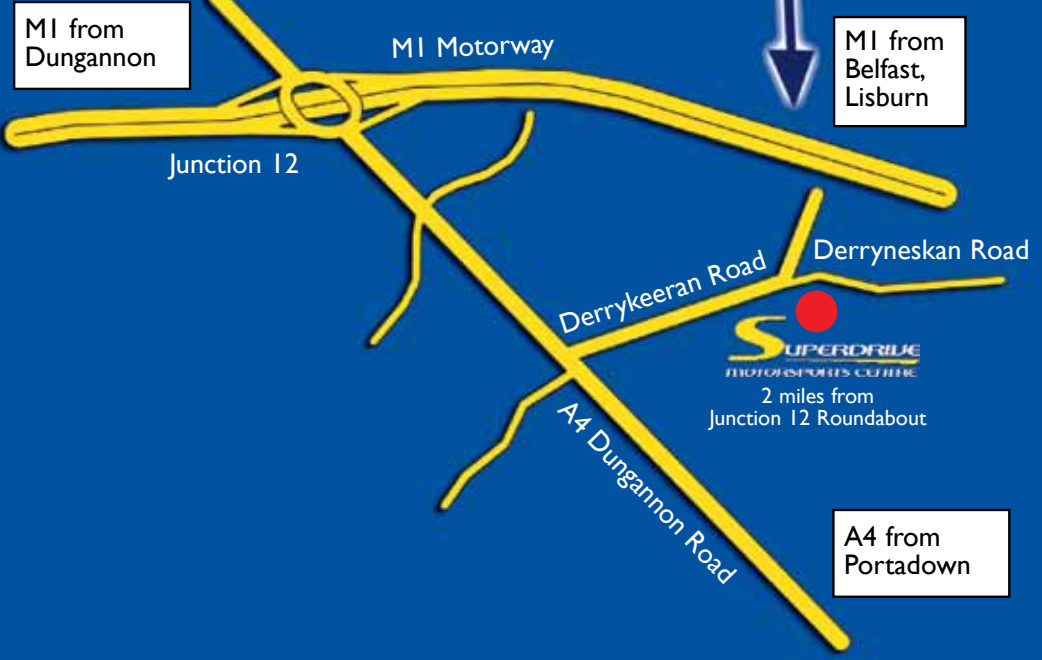 M1 from
Dungannon
M1 Motorway
M1 from
Belfast,
Lisburn
Junction 12
Derryneskan Road
Derrykeeran Road
SUPERDRIVE
MOTORSPORTS CENTRE
2 miles from
Junction 12 Roundabout
A4 Dungannon Road
A4 from
Portadown